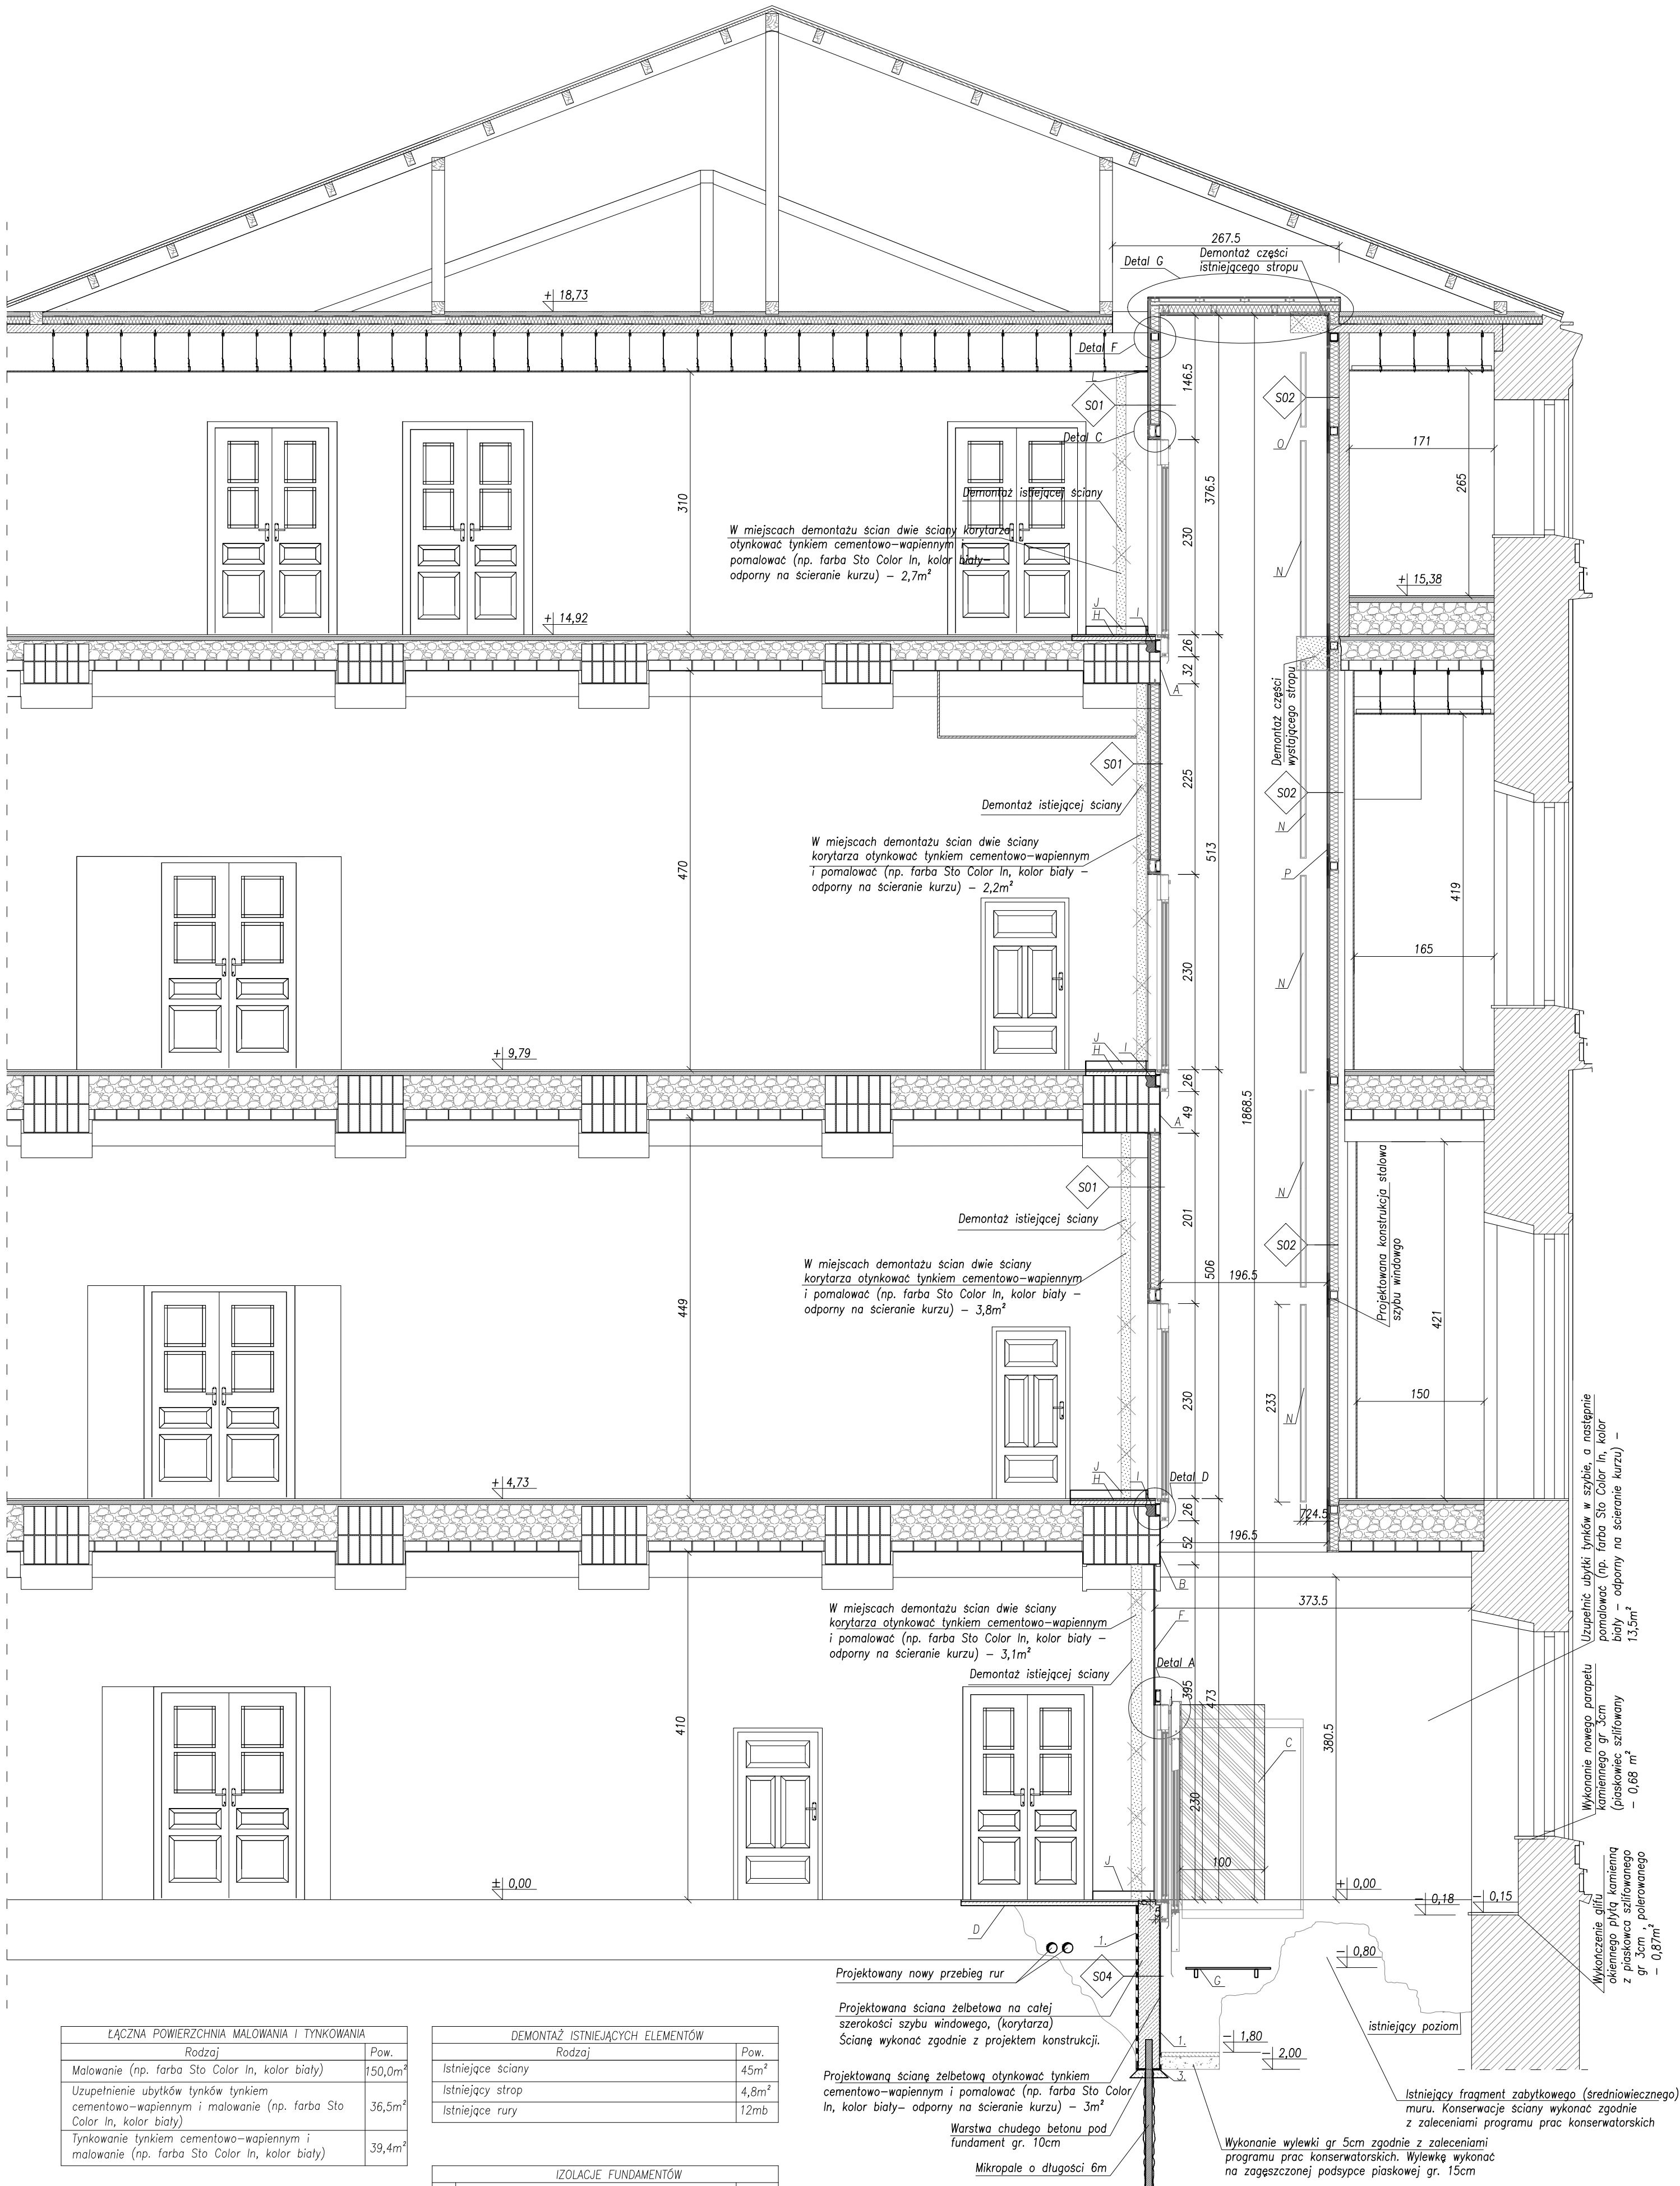 267.5
Detal G
Demontaż części
istniejącego stropu
+ 18,73
Detal F
L
146.5
S01
S02
Detal C
O
171
265
310
376.5
Demontaż istiejącej ściany
W miejscach demontażu ścian dwie ściany korytarza
otynkować tynkiem cementowo-wapiennym i
pomalować (np. farba Sto Color In, kolor biały-
odporny na ścieranie kurzu) – 2,7m²
230
N
+ 15,38
J
H
I
+ 14,92
26
32
A
Demontaż części
wystającego stropu
S01
S02
225
Demontaż istiejącej ściany
N
W miejscach demontażu ścian dwie ściany
korytarza otynkować tynkiem cementowo-wapiennym
i pomalować (np. farba Sto Color In, kolor biały –
odporny na ścieranie kurzu) – 2,2m²
470
513
P
419
230
165
N
+ 9,79
J
H
I
26
49
A
1868.5
Projektowana konstrukcja stalowa
szybu windowgo
S01
N
Demontaż istiejącej ściany
201
S02
W miejscach demontażu ścian dwie ściany
korytarza otynkować tynkiem cementowo-wapiennym
i pomalować (np. farba Sto Color In, kolor biały –
odporny na ścieranie kurzu) – 3,8m²
506
196.5
449
421
230
233
150
N
+ 4,73
J
H
I
Detal D
26
724.5
52
196.5
B
373.5
W miejscach demontażu ścian dwie ściany
korytarza otynkować tynkiem cementowo-wapiennym
i pomalować (np. farba Sto Color In, kolor biały –
odporny na ścieranie kurzu) – 3,1m²
F
Demontaż istiejącej ściany
Detal A
395
473
410
380.5
C
230
100
J
± 0,00
+ 0,00
– 0,18
– 0,15
Uzupełnić ubytki tynków w szybie, a następnie
pomalować (np. farba Sto Color In, kolor
biały – odporny na ścieranie kurzu) –
13,5m²
Wykonanie nowego parapetu
kamiennego gr 3cm
(piaskowiec szlifowany
– 0,68 m²
Wykończenie glifu
okiennego płytą kamienną
z piaskowca szlifowanego
gr 3cm , polerowanego
– 0,87m²
D
1.
– 0,80
Projektowany nowy przebieg rur
S04
G
Projektowana ściana żelbetowa na całej
szerokości szybu windowego, (korytarza)
Ścianę wykonać zgodnie z projektem konstrukcji.
istniejący poziom
1.
– 1,80
– 2,00
3.
Projektowaną ścianę żelbetową otynkować tynkiem
cementowo-wapiennym i pomalować (np. farba Sto Color
In, kolor biały– odporny na ścieranie kurzu) – 3m²
Warstwa chudego betonu pod
fundament gr. 10cm
Mikropale o długości 6m
Istniejący fragment zabytkowego (średniowiecznego)
muru. Konserwacje ściany wykonać zgodnie
z zaleceniami programu prac konserwatorskich
Wykonanie wylewki gr 5cm zgodnie z zaleceniami
programu prac konserwatorskich. Wylewkę wykonać
na zagęszczonej podsypce piaskowej gr. 15cm
ŁĄCZNA POWIERZCHNIA MALOWANIA I TYNKOWANIA
Rodzaj Pow.
Malowanie (np. farba Sto Color In, kolor biały) 150,0m²
Uzupełnienie ubytków tynków tynkiem
cementowo-wapiennym i malowanie (np. farba Sto 36,5m²
Color In, kolor biały)
Tynkowanie tynkiem cementowo-wapiennym i
malowanie (np. farba Sto Color In, kolor biały) 39,4m²
DEMONTAŻ ISTNIEJĄCYCH ELEMENTÓW
Rodzaj Pow.
Istniejące ściany 45m²
Istniejący strop 4,8m²
Istniejące rury 12mb
IZOLACJE FUNDAMENTÓW